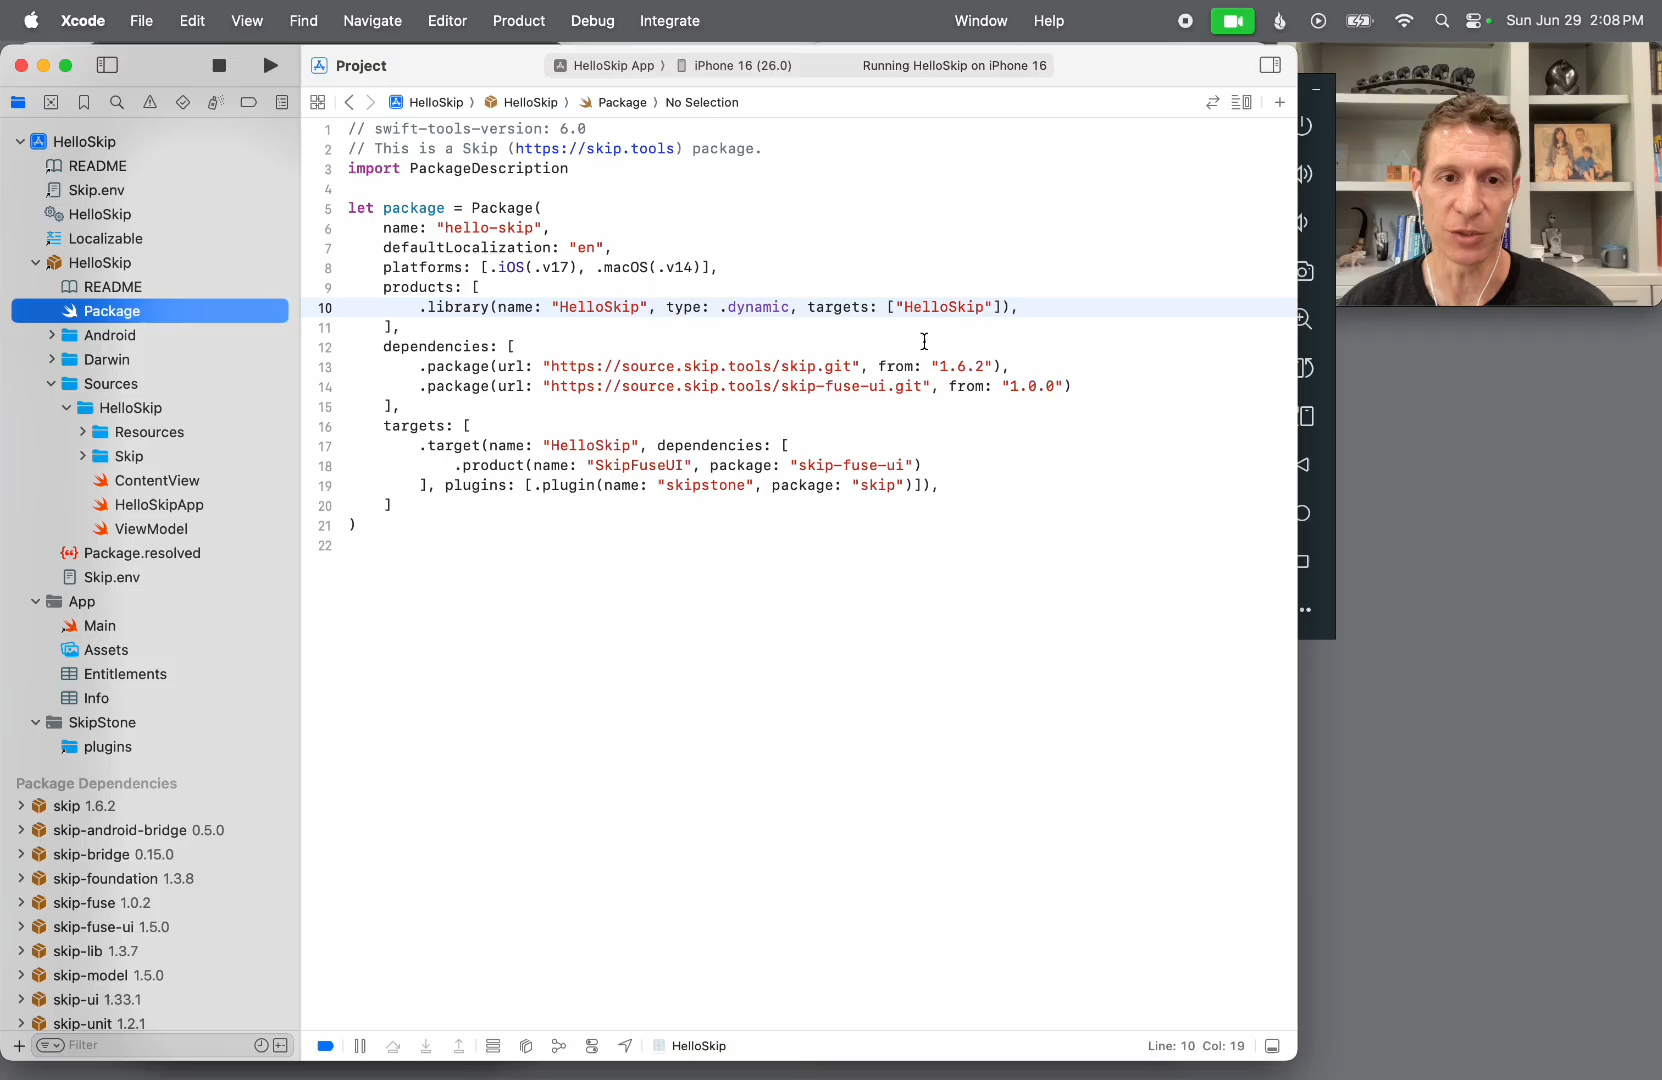 Xcode File Edit View Find Navigate Editor Product Debug Integrate Window Help Sun Jun 29 2:08 PM
Project HelloSkip App iPhone 16 (26.0) Running HelloSkip on iPhone 16
HelloSkip HelloSkip Package No Selection
HelloSkip
README
Skip.env
HelloSkip
Localizable
HelloSkip
README
Package
Android
Darwin
Sources
HelloSkip
Resources
Skip
ContentView
HelloSkipApp
ViewModel
Package.resolved
Skip.env
App
Main
Assets
Entitlements
Info
SkipStone
plugins
Package Dependencies
skip 1.6.2
skip-android-bridge 0.5.0
skip-bridge 0.15.0
skip-foundation 1.3.8
skip-fuse 1.0.2
skip-fuse-ui 1.5.0
skip-lib 1.3.7
skip-model 1.5.0
skip-ui 1.33.1
skip-unit 1.2.1
Filter
1 // swift-tools-version: 6.0
2 // This is a Skip (https://skip.tools) package.
3 import PackageDescription
4
5 let package = Package(
6 name: "hello-skip",
7 defaultLocalization: "en",
8 platforms: [.iOS(.v17), .macOS(.v14)],
9 products: [
10 .library(name: "HelloSkip", type: .dynamic, targets: ["HelloSkip"]),
11 ],
12 dependencies: [
13 .package(url: "https://source.skip.tools/skip.git", from: "1.6.2"),
14 .package(url: "https://source.skip.tools/skip-fuse-ui.git", from: "1.0.0")
15 ],
16 targets: [
17 .target(name: "HelloSkip", dependencies: [
18 .product(name: "SkipFuseUI", package: "skip-fuse-ui")
19 ], plugins: [.plugin(name: "skipstone", package: "skip")]),
20 ]
21 )
22
HelloSkip Line: 10 Col: 19